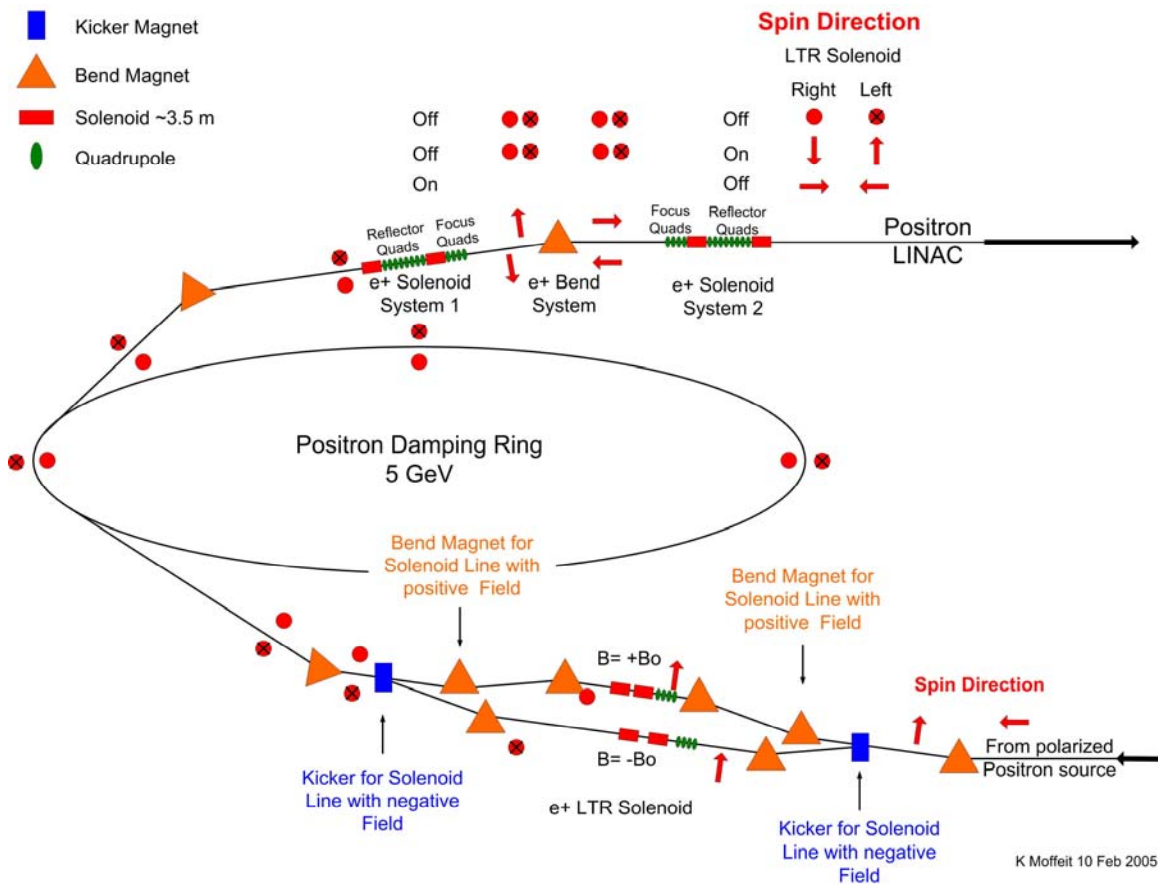 Kicker Magnet
Bend Magnet
Solenoid ~3.5 m
Quadrupole
Spin Direction
LTR Solenoid
Right Left
Off Off
Off On
On Off
Reflector
Quads
Focus
Quads
Focus
Quads
Reflector
Quads
Positron
LINAC
e+ Solenoid
System 1
e+ Bend
System
e+ Solenoid
System 2
Positron Damping Ring
5 GeV
Bend Magnet for
Solenoid Line with
positive Field
Bend Magnet for
Solenoid Line with
positive Field
B= +Bo
Spin Direction
From polarized
Positron source
B= -Bo
Kicker for Solenoid
Line with negative
Field
e+ LTR Solenoid
Kicker for Solenoid
Line with negative
Field
K Moffeit 10 Feb 2005